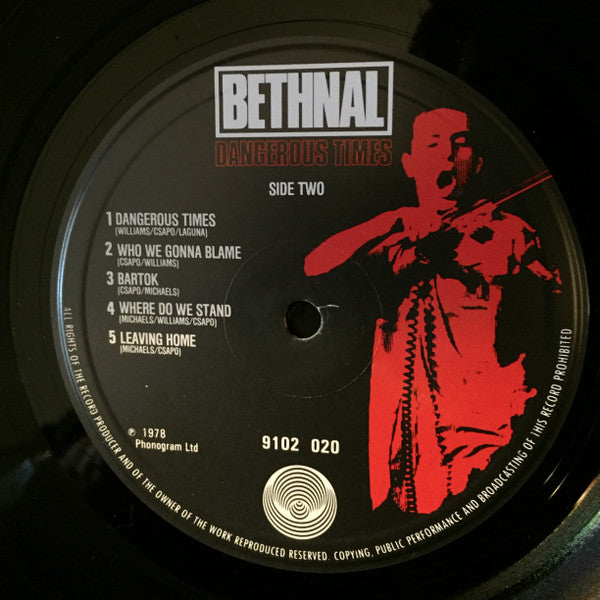 BETHNAL
DANGEROUS TIMES
SIDE TWO
1 DANGEROUS TIMES
(WILLIAMS/CSAPO/LAGUNA)
2 WHO WE GONNA BLAME
(CSAPO/WILLIAMS)
3 BARTOK
(CSAPO/MICHAELS)
4 WHERE DO WE STAND
(MICHAELS/WILLIAMS/CSAPO)
5 LEAVING HOME
(MICHAELS/CSAPO)
℗ 1978
Phonogram Ltd
9102 020
ALL RIGHTS OF THE RECORD PRODUCER AND OF THE OWNER OF THE WORK REPRODUCED RESERVED. COPYING, PUBLIC PERFORMANCE AND BROADCASTING OF THIS RECORD PROHIBITED